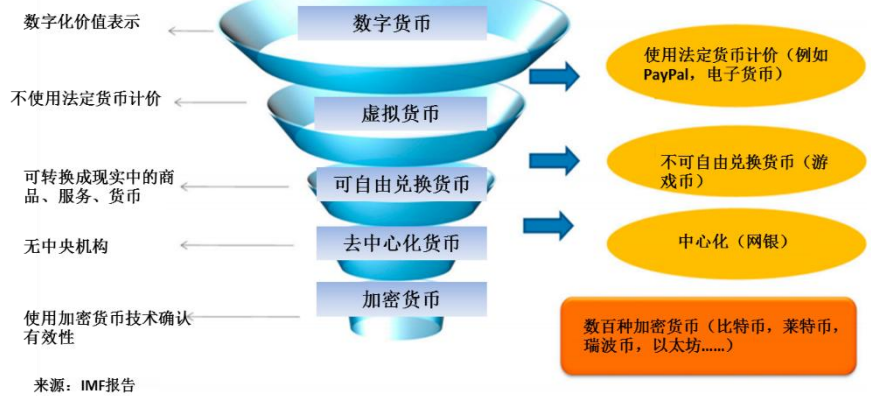 数字化价值表示
数字货币
使用法定货币计价（例如
PayPal，电子货币）
不使用法定货币计价
虚拟货币
可转换成现实中的商
品、服务、货币
可自由兑换货币
不可自由兑换货币（游
戏币）
无中央机构
去中心化货币
中心化（网银）
使用加密货币技术确认
有效性
加密货币
数百种加密货币（比特币，莱特币，
瑞波币，以太坊......）
来源：IMF报告